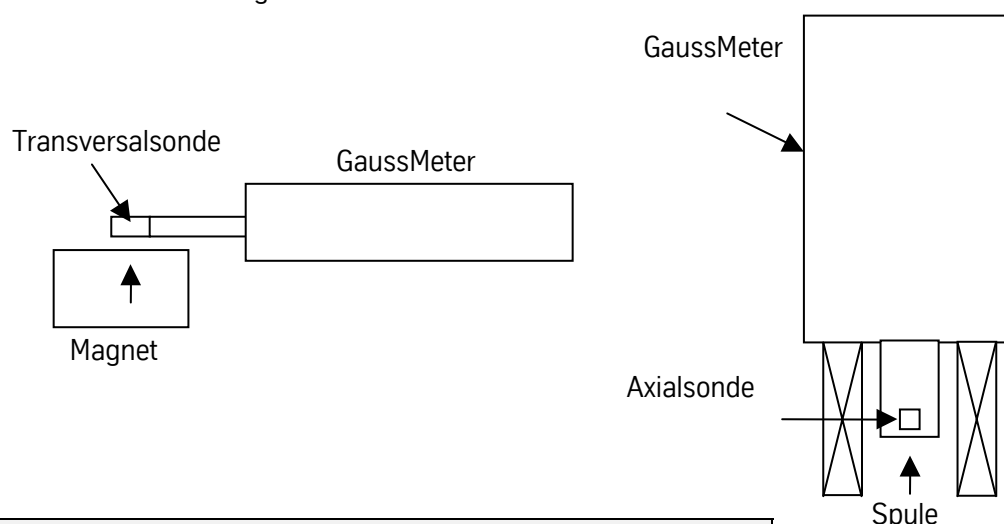 GaussMeter
Transversalsonde
GaussMeter
Magnet
Axialsonde
Spule